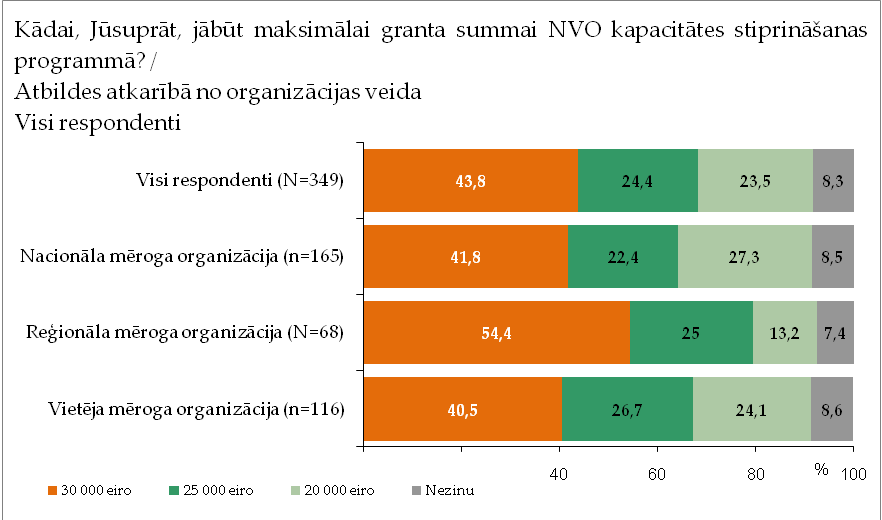 Kādai, Jūsuprāt, jābūt maksimālai granta summai NVO kapacitātes stiprināšanas
programmā? /
Atbildes atkarībā no organizācijas veida
Visi respondenti
Visi respondenti (N=349)
43,8
24,4
23,5
8,3
Nacionāla mēroga organizācija (n=165)
41,8
22,4
27,3
8,5
Reģionāla mēroga organizācija (N=68)
54,4
25
13,2
7,4
Vietēja mēroga organizācija (n=116)
40,5
26,7
24,1
8,6
40
60
80
%
100
30 000 eiro
25 000 eiro
20 000 eiro
Nezinu